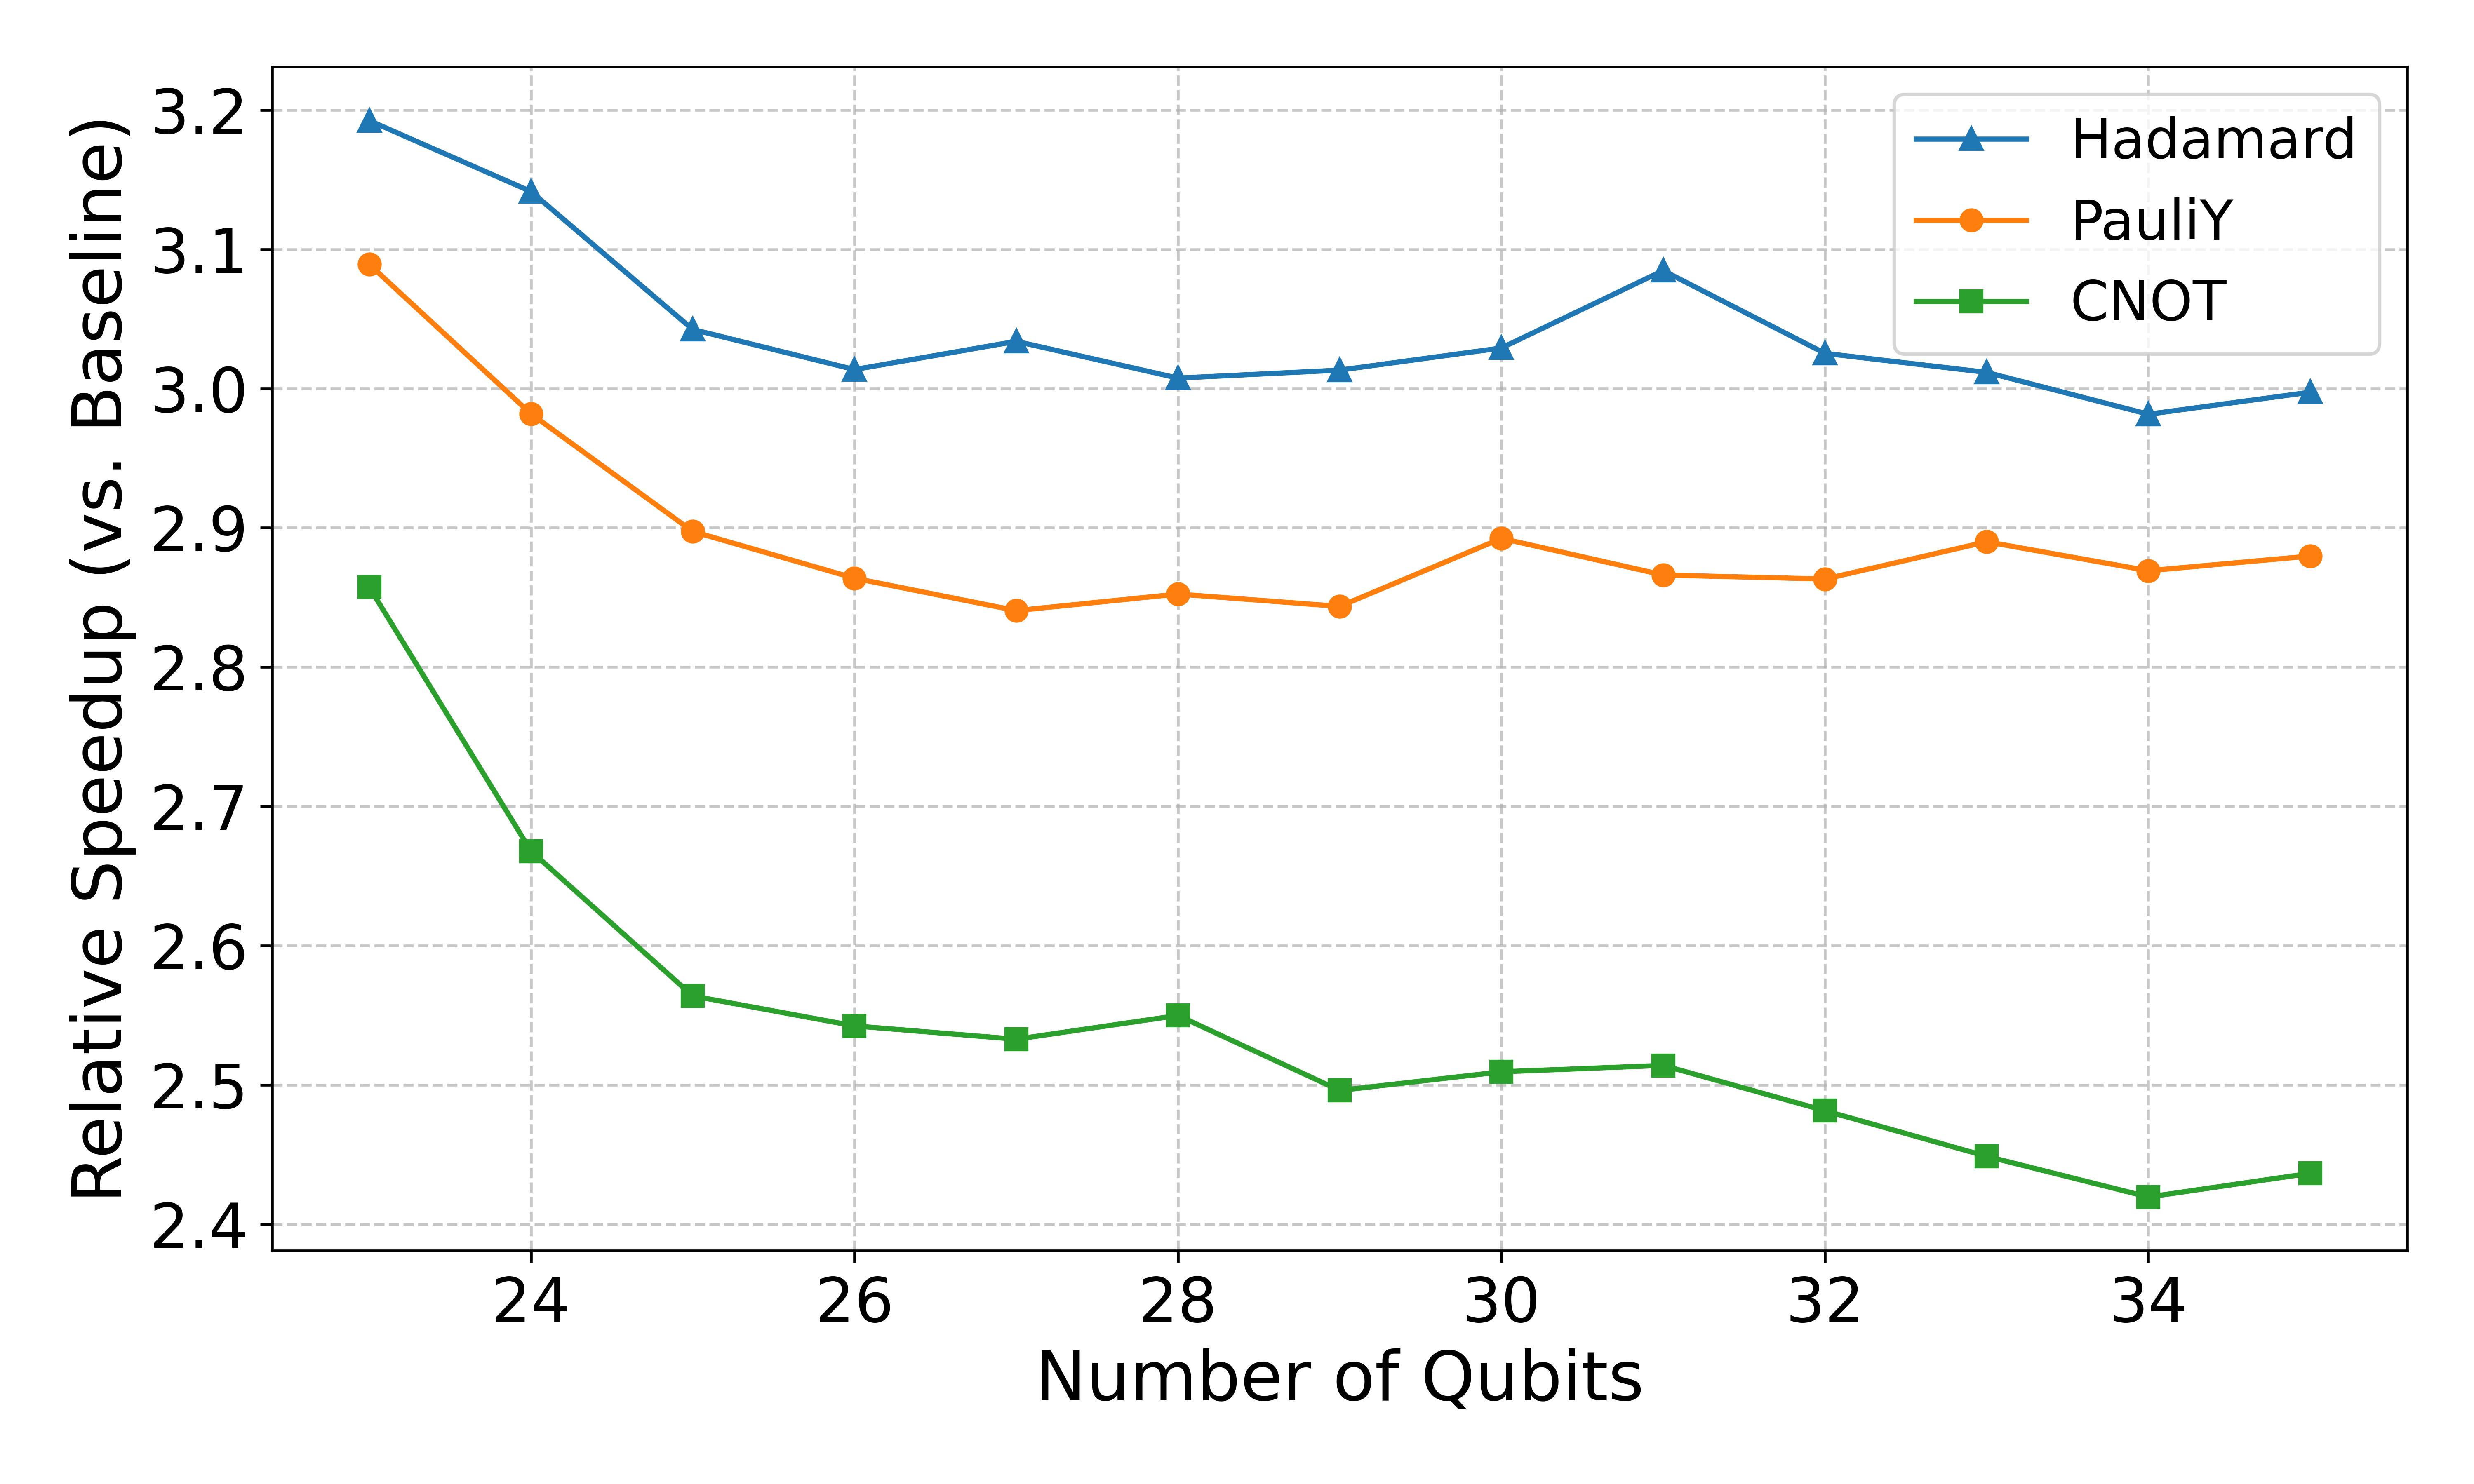 Relative Speedup (vs. Baseline)
3.2
3.1
3.0
2.9
2.8
2.7
2.6
2.5
2.4
Hadamard
PauliY
CNOT
24 26 28 30 32 34
Number of Qubits